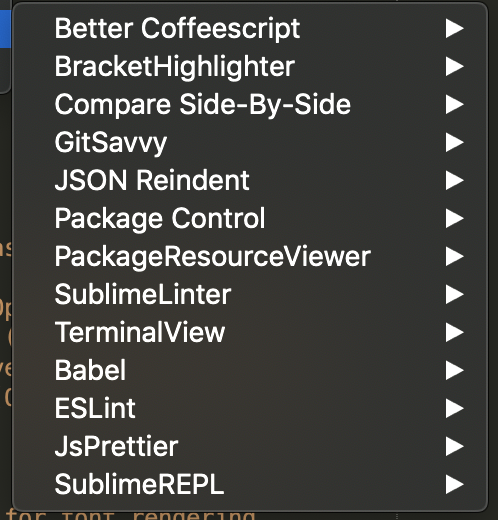 Better Coffeescript
BracketHighlighter
Compare Side-By-Side
GitSavvy
JSON Reindent
Package Control
PackageResourceViewer
SublimeLinter
TerminalView
Babel
ESLint
JsPrettier
SublimeREPL
for font rendering